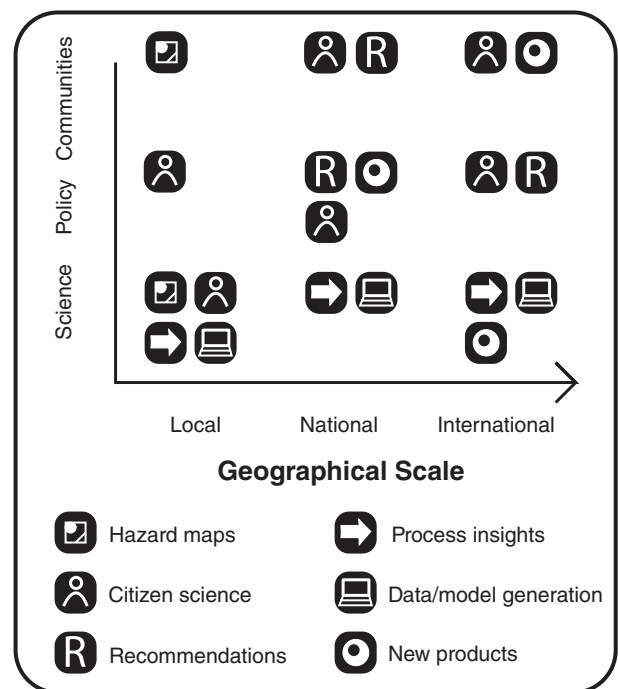 Communities
R
Policy
R
R
Science
Local National International
Geographical Scale
Hazard maps
Process insights
Citizen science
Data/model generation
R Recommendations
New products